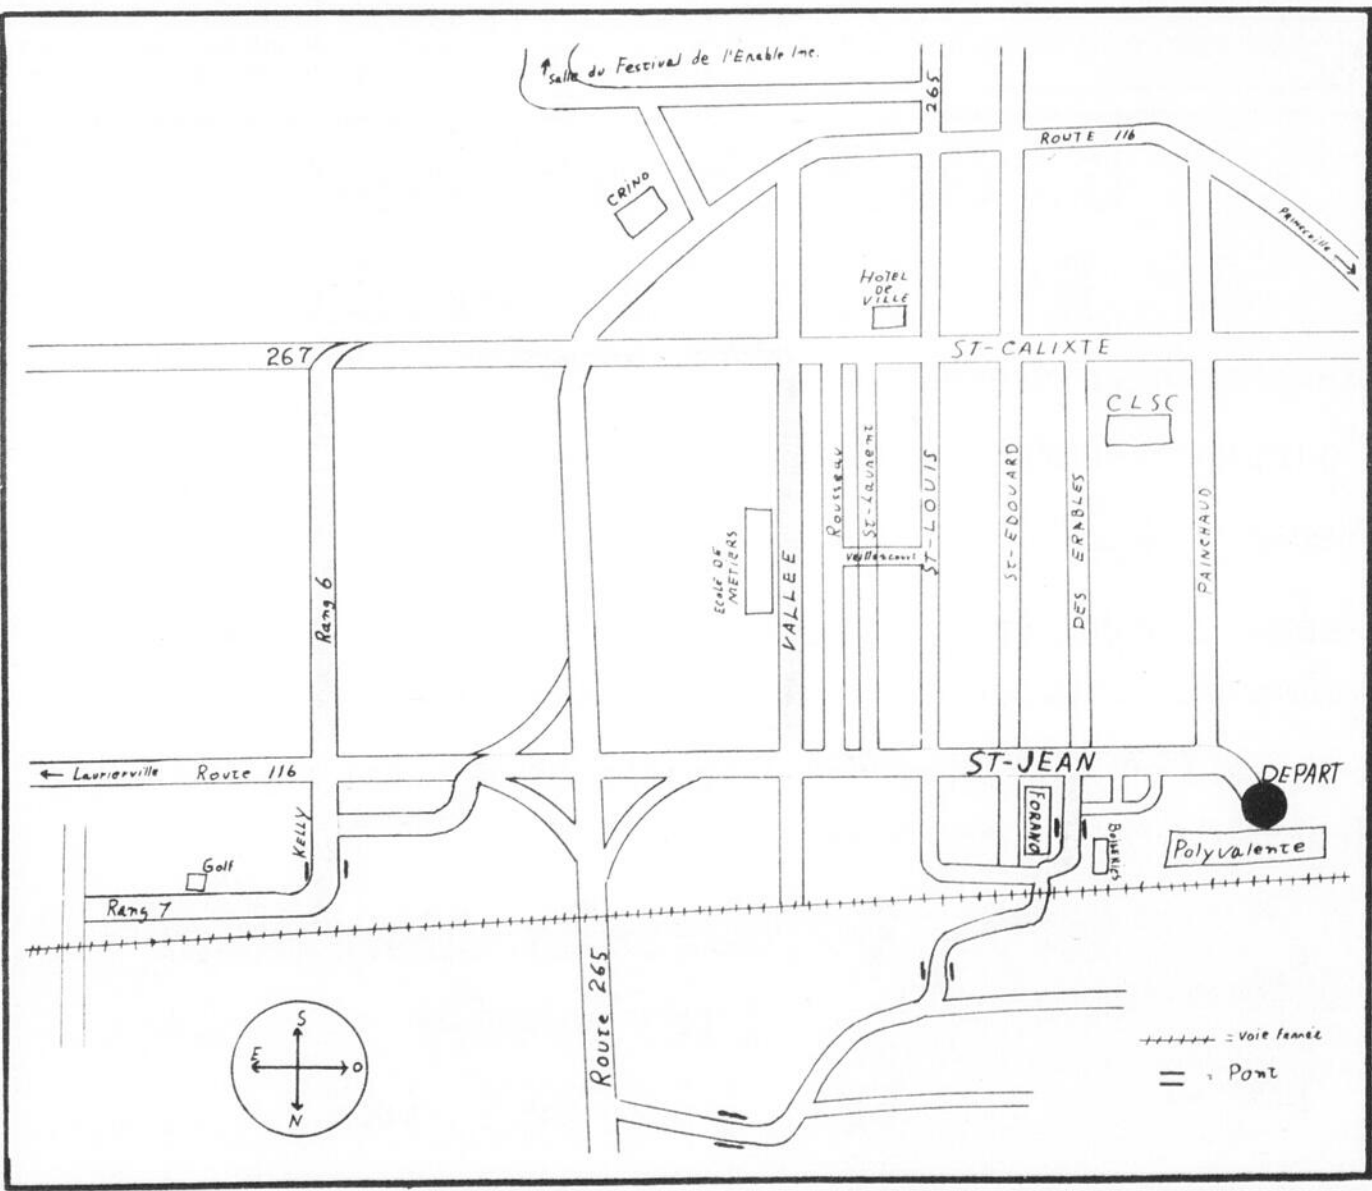 Salle du Festival de l'Erable Inc.
265
ROUTE 116
CRINO
HOTEL
DE
VILLE
267
ST-CALIXTE
CLSC
Rousseau
ST-Laurent
ST-LOUIS
ST-EDOUARD
DES ERABLES
PAINCHAUD
ECOLE DE
METIERS
VALLEE
Rang 6
← Laurierville Route 116
ST-JEAN
DEPART
FORANO
KELLY
Golf
Polyvalente
Rang 7
Route 265
S
E
O
N
= Voie Ferrée
= Pont